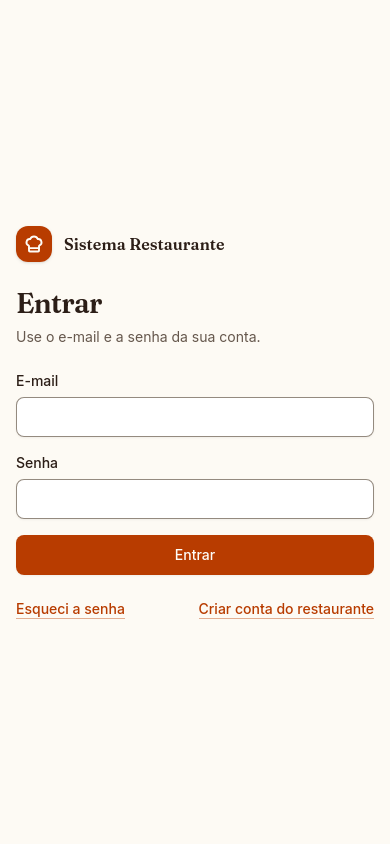 Sistema Restaurante
Entrar
Use o e-mail e a senha da sua conta.
E-mail
Senha
Entrar
Esqueci a senha
Criar conta do restaurante